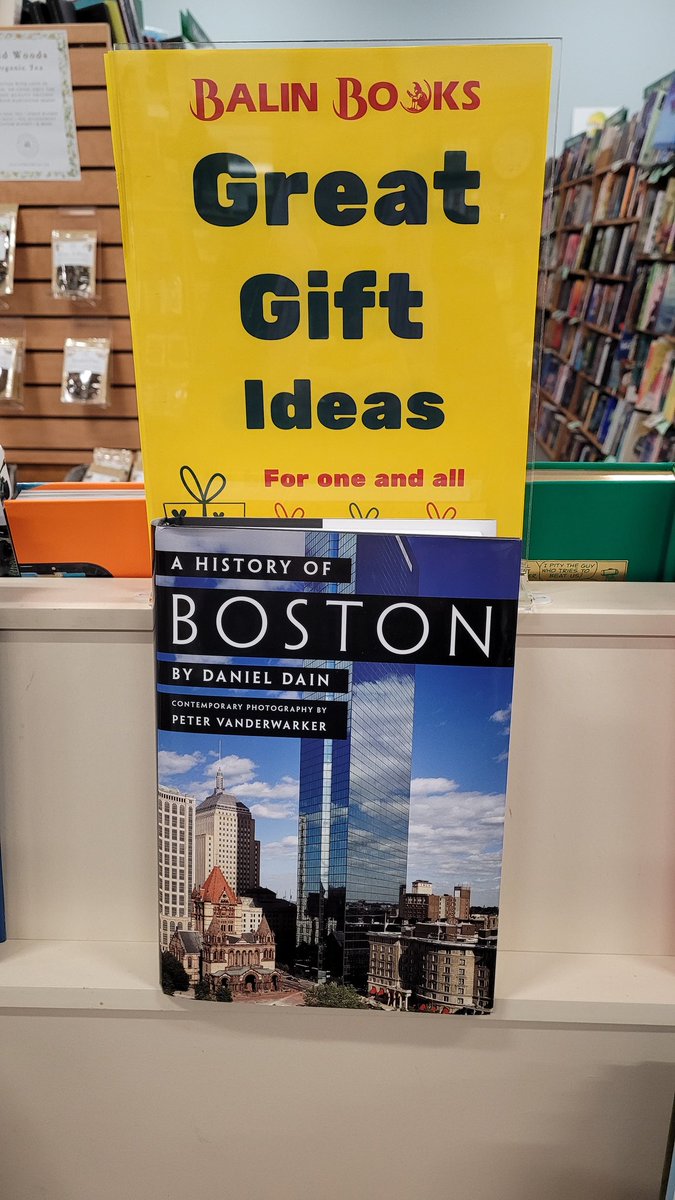 BALIN BOOKS
Great
Gift
Ideas
For one and all
A HISTORY OF
BOSTON
BY DANIEL DAIN
CONTEMPORARY PHOTOGRAPHY BY
PETER VANDERWARKER
I PITY THE GUY
WHO TRIES TO
BEAT US!